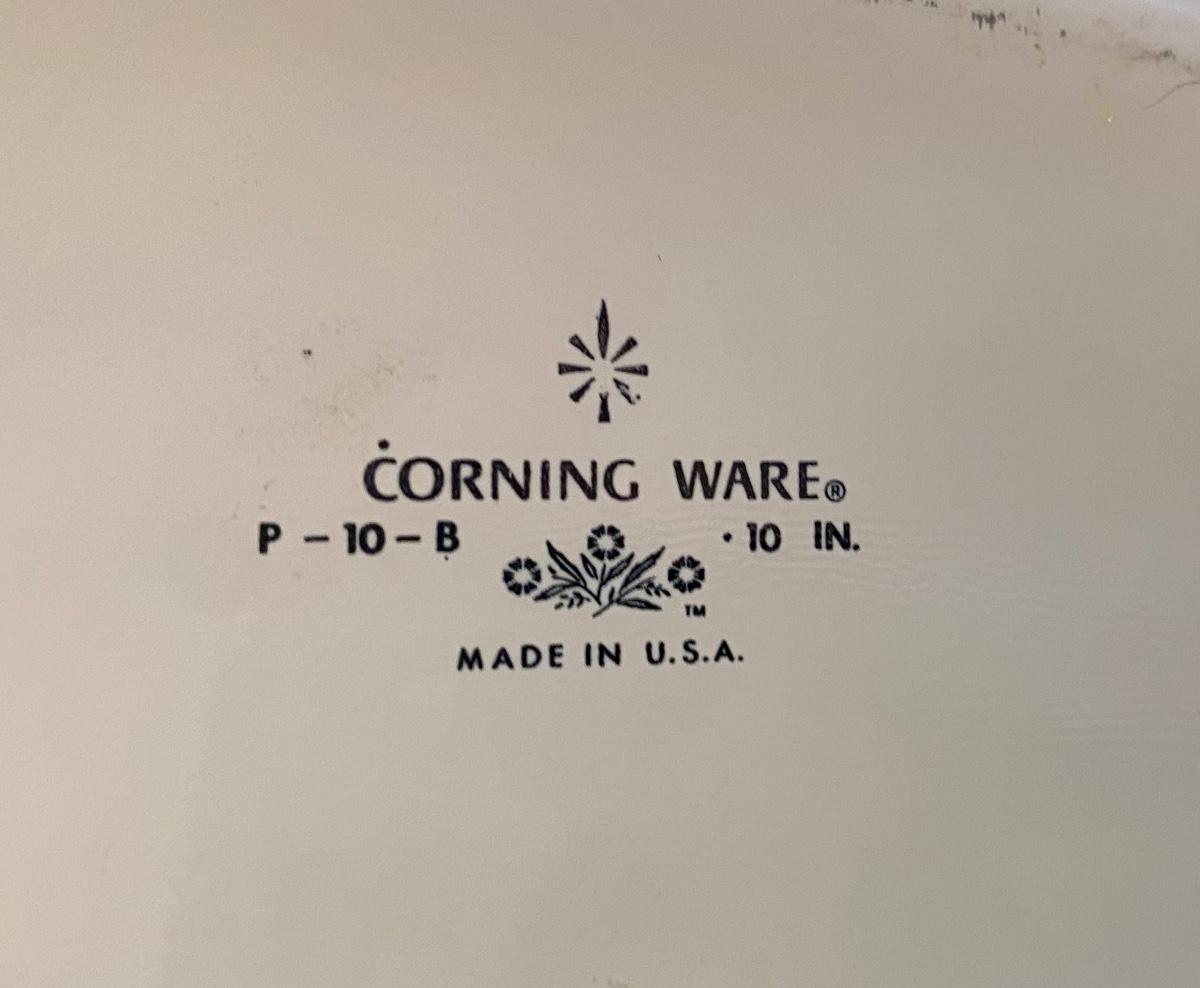 CORNING WARE®
P - 10 - B · 10 IN.
TM
MADE IN U.S.A.